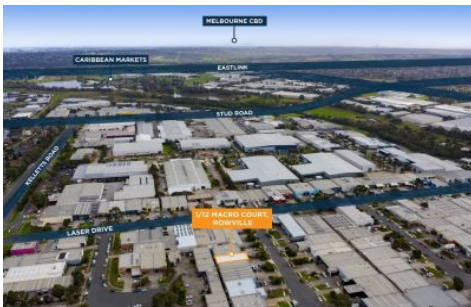 MELBOURNE CBD
CARIBBEAN MARKETS
EASTLINK
STUD ROAD
KELLETTS ROAD
LASER DRIVE
1/12 MACRO COURT,
ROWVILLE